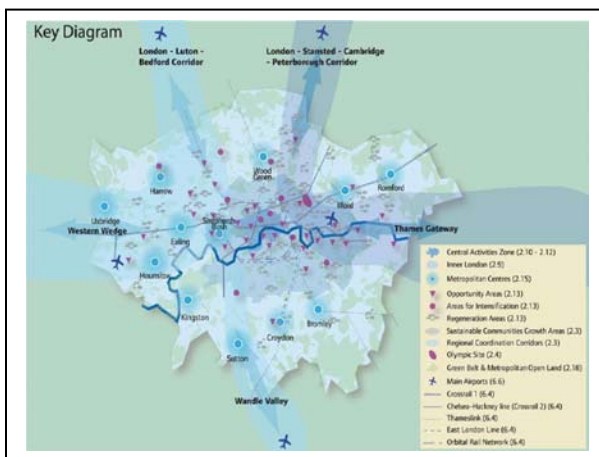 Key Diagram
London - Luton -
Bedford Corridor
London - Stansted - Cambridge
- Peterborough Corridor
Wood
Green
Harrow
Romford
Ilford
Uxbridge
Shepherds
Bush
Western Wedge
Ealing
Thames Gateway
Hounslow
Kingston
Bromley
Croydon
Sutton
Wandle Valley
Central Activities Zone (2.10 - 2.12)
Inner London (2.9)
Metropolitan Centres (2.15)
Opportunity Areas (2.13)
Areas for Intensification (2.13)
Regeneration Areas (2.13)
Sustainable Communities Growth Areas (2.3)
Regional Coordination Corridors (2.3)
Olympic Site (2.4)
Green Belt & Metropolitan Open Land (2.18)
Main Airports (6.6)
Crossrail 1 (6.4)
Chelsea-Hackney line (Crossrail 2) (6.4)
Thameslink (6.4)
East London Line (6.4)
Orbital Rail Network (6.4)